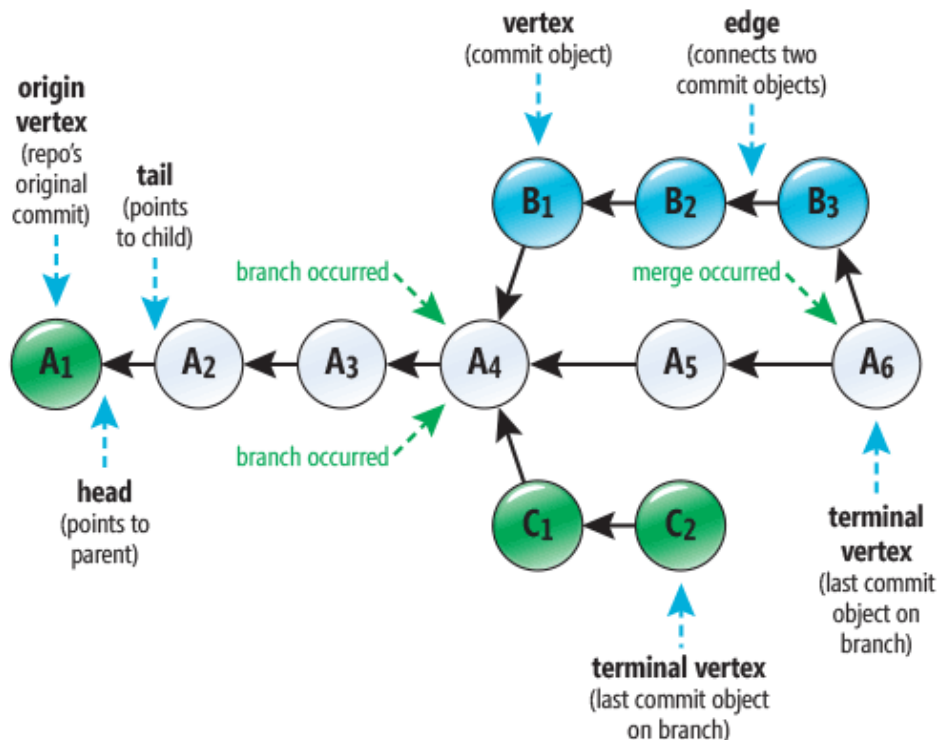 vertex
(commit object)
edge
(connects two
commit objects)
origin
vertex
(repo's
original
commit)
tail
(points
to child)
B1
B2
B3
branch occurred
merge occurred
A1
A2
A3
A4
A5
A6
branch occurred
head
(points to
parent)
C1
C2
terminal
vertex
(last commit
object on
branch)
terminal vertex
(last commit object
on branch)